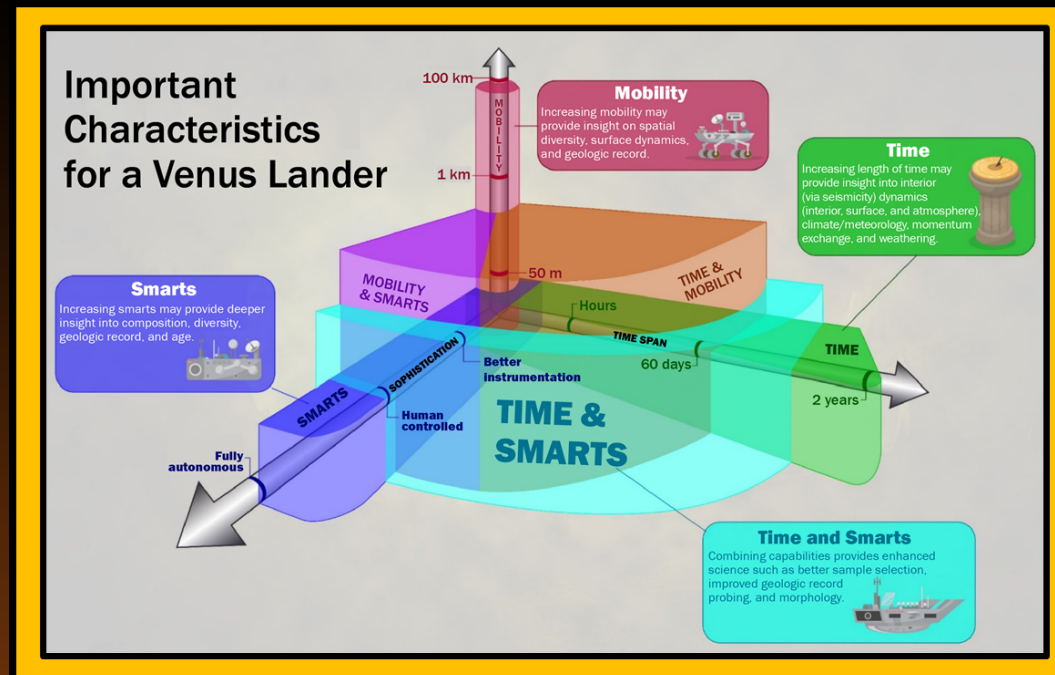 Important
Characteristics
for a Venus Lander
100 km
MOBILITY
1 km
50 m
Mobility
Increasing mobility may
provide insight on spatial
diversity, surface dynamics,
and geologic record.
Time
Increasing length of time may
provide insight into interior
(via seismicity) dynamics
(interior, surface, and atmosphere),
climate/meteorology, momentum
exchange, and weathering.
Smarts
Increasing smarts may provide deeper
insight into composition, diversity,
geologic record, and age.
MOBILITY
& SMARTS
TIME &
MOBILITY
Hours
TIME SPAN
60 days
TIME
2 years
SOPHISTICATION
Better
instrumentation
SMARTS
Human
controlled
Fully
autonomous
TIME &
SMARTS
Time and Smarts
Combining capabilities provides enhanced
science such as better sample selection,
improved geologic record
probing, and morphology.